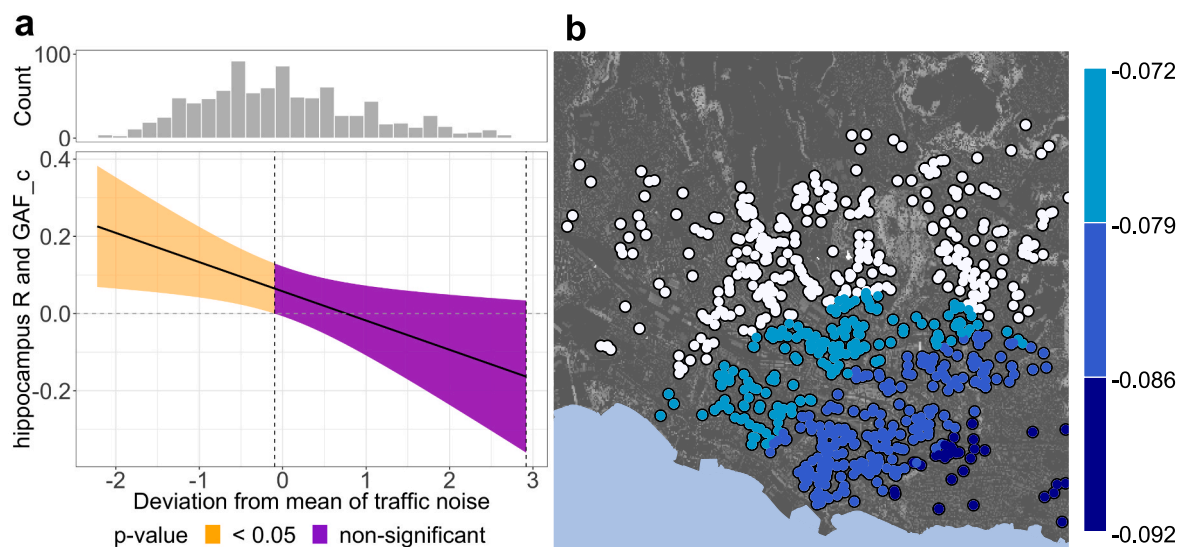 a
100
0
Count
0.4
0.2
0.0
-0.2
hippocampus R and GAF_c
-2 -1 0 1 2 3
Deviation from mean of traffic noise
p-value < 0.05 non-significant
b
-0.072
-0.079
-0.086
-0.092